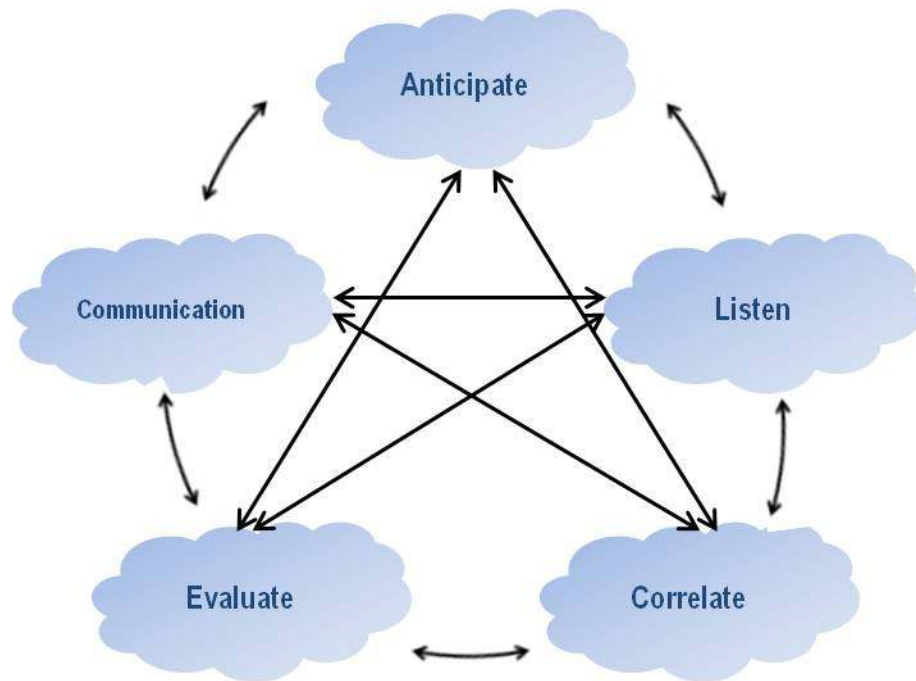 Anticipate
Communication
Listen
Evaluate
Correlate